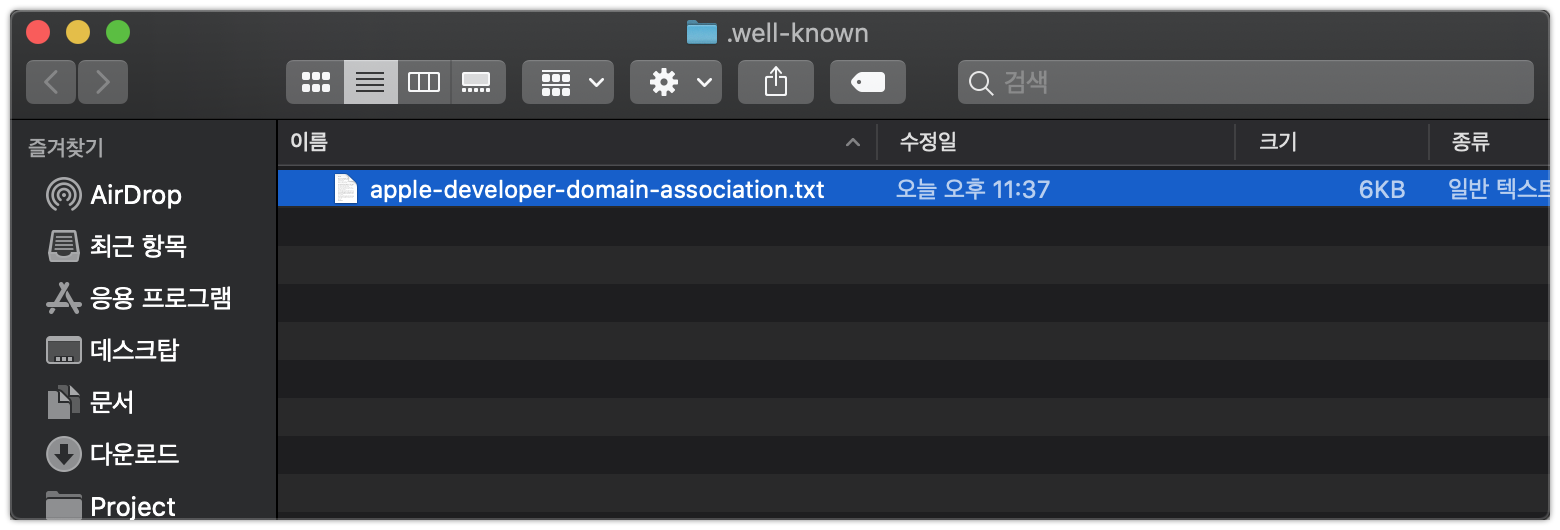 .well-known
검색
즐겨찾기
이름 수정일 크기 종류
AirDrop
apple-developer-domain-association.txt 오늘 오후 11:37 6KB 일반 텍스트
최근 항목
응용 프로그램
데스크탑
문서
다운로드
Project